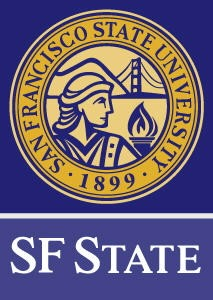 SAN FRANCISCO STATE UNIVERSITY
· 1899 ·
SF STATE